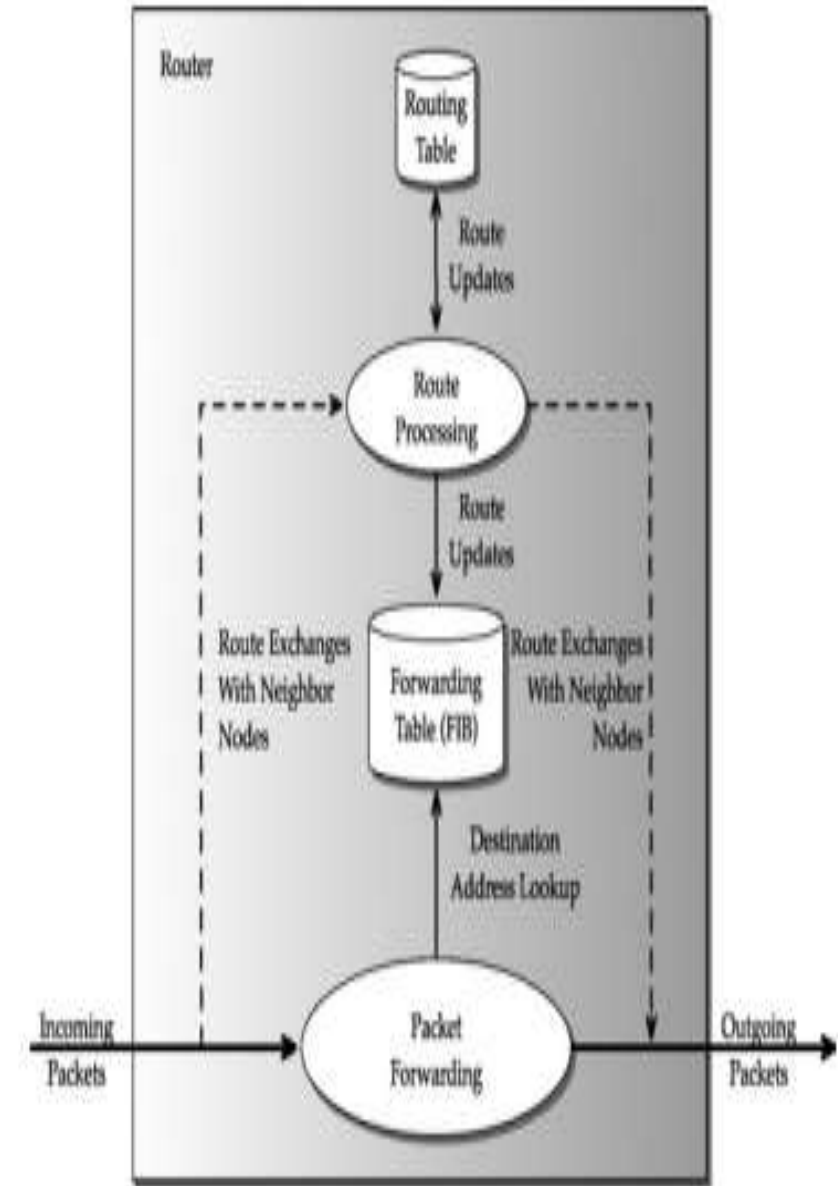 Router
Routing
Table
Route
Updates
Route
Processing
Route
Updates
Route Exchanges
With Neighbor
Nodes
Forwarding
Table (FIB)
Route Exchanges
With Neighbor
Nodes
Destination
Address Lookup
Incoming
Packets
Packet
Forwarding
Outgoing
Packets